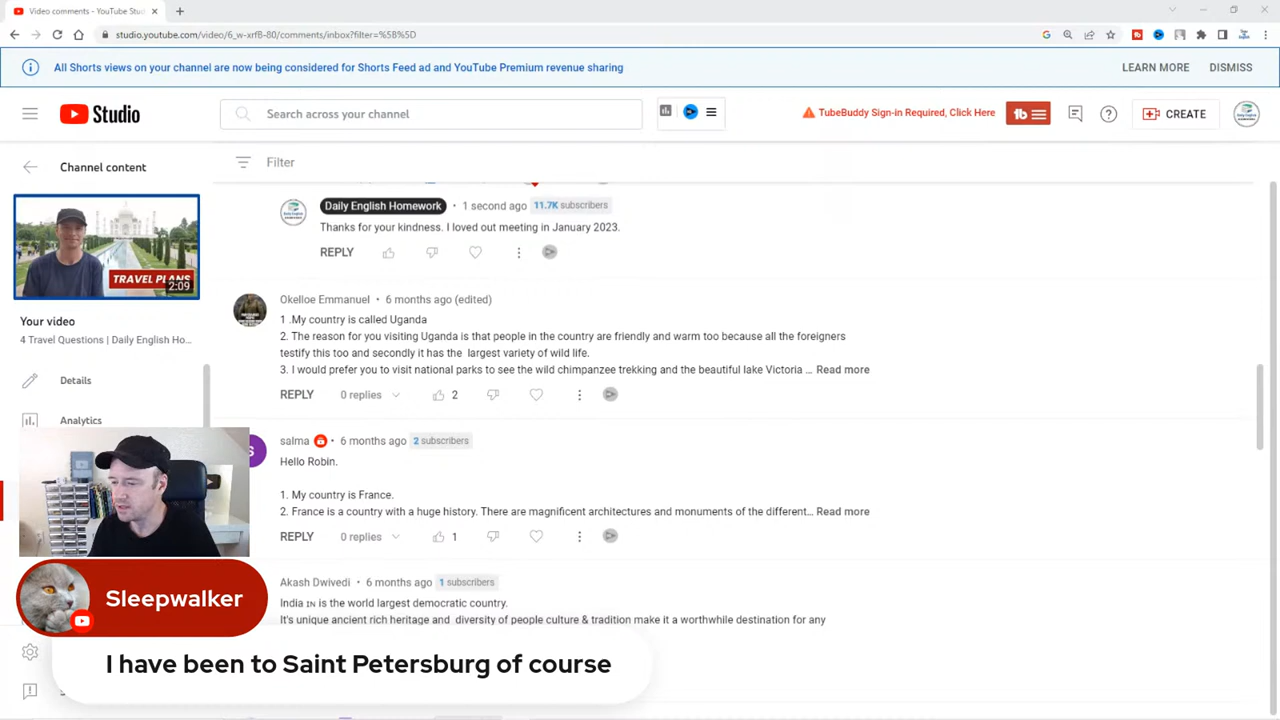 Video comments - YouTube Stud
studio.youtube.com/video/6_w-xrfB-80/comments/inbox?filter=%5B%5D
All Shorts views on your channel are now being considered for Shorts Feed ad and YouTube Premium revenue sharing
LEARN MORE
DISMISS
Studio
Search across your channel
TubeBuddy Sign-in Required, Click Here
tb
CREATE
Channel content
Filter
TRAVEL PLANS
2:09
Your video
4 Travel Questions | Daily English Ho...
Details
Analytics
Daily English Homework • 1 second ago 11.7K subscribers
Thanks for your kindness. I loved out meeting in January 2023.
REPLY
Okelloe Emmanuel • 6 months ago (edited)
1 .My country is called Uganda
2. The reason for you visiting Uganda is that people in the country are friendly and warm too because all the foreigners
testify this too and secondly it has the largest variety of wild life.
3. I would prefer you to visit national parks to see the wild chimpanzee trekking and the beautiful lake Victoria ... Read more
REPLY 0 replies 2
S
salma • 6 months ago 2 subscribers
Hello Robin.
1. My country is France.
2. France is a country with a huge history. There are magnificent architectures and monuments of the different... Read more
REPLY 0 replies 1
Akash Dwivedi • 6 months ago 1 subscribers
India IN is the world largest democratic country.
It's unique ancient rich heritage and diversity of people culture & tradition make it a worthwhile destination for any
Sleepwalker
I have been to Saint Petersburg of course